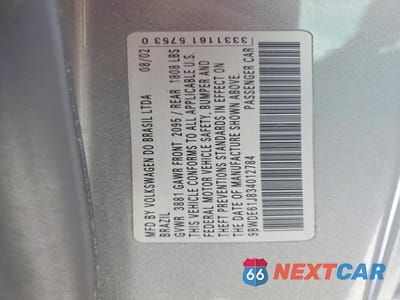 MFD BY VOLKSWAGEN DO BRASIL LTDA 08/02
BRAZIL
GVWR 3881 GAWR FRONT 2095 / REAR 1808 LBS
THIS VEHICLE CONFORMS TO ALL APPLICABLE U.S.
FEDERAL MOTOR VEHICLE SAFETY, BUMPER AND
THEFT PREVENTIONS STANDARDS IN EFFECT ON
THE DATE OF MANUFACTURE SHOWN ABOVE
9BWDE61J834012784 PASSENGER CAR
3331161 5753 0
66 NEXTCAR